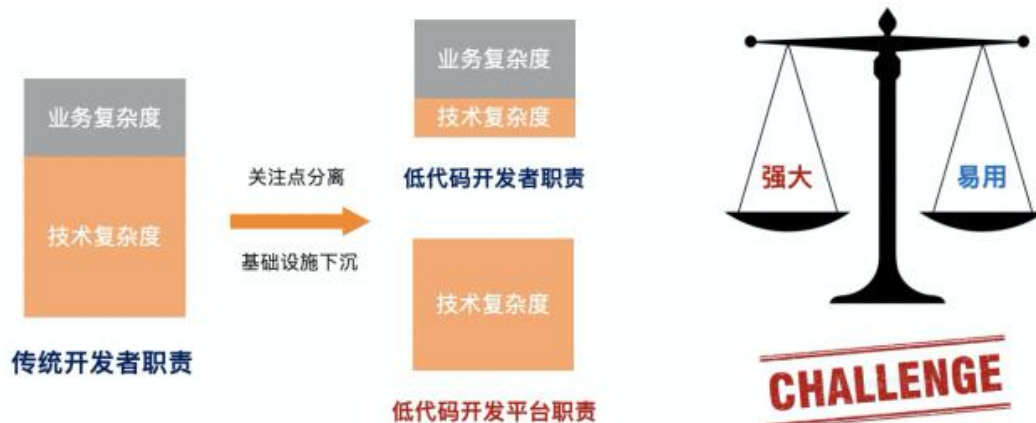 业务复杂度
技术复杂度
传统开发者职责
关注点分离
基础设施下沉
业务复杂度
技术复杂度
低代码开发者职责
技术复杂度
低代码开发平台职责
强大
易用
CHALLENGE